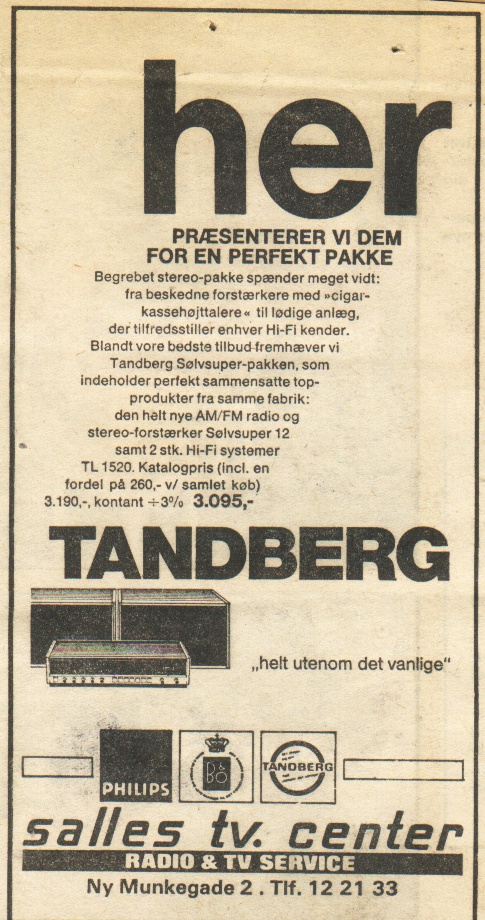 her
PRÆSENTERER VI DEM
FOR EN PERFEKT PAKKE
Begrebet stereo-pakke spænder meget vidt:
fra beskedne forstærkere med »cigar-
kassehøjttalere« til lødige anlæg,
der tilfredsstiller enhver Hi-Fi kender.
Blandt vore bedste tilbud fremhæver vi
Tandberg Sølvsuper-pakken, som
indeholder perfekt sammensatte top-
produkter fra samme fabrik:
den helt nye AM/FM radio og
stereo-forstærker Sølvsuper 12
samt 2 stk. Hi-Fi systemer
TL 1520. Katalogpris (incl. en
fordel på 260,- v/ samlet køb)
3.190,-, kontant ÷3% 3.095,-
TANDBERG
„helt utenom det vanlige“
PHILIPS
B&O
TANDBERG
salles tv. center
RADIO & TV SERVICE
Ny Munkegade 2 . Tlf. 12 21 33